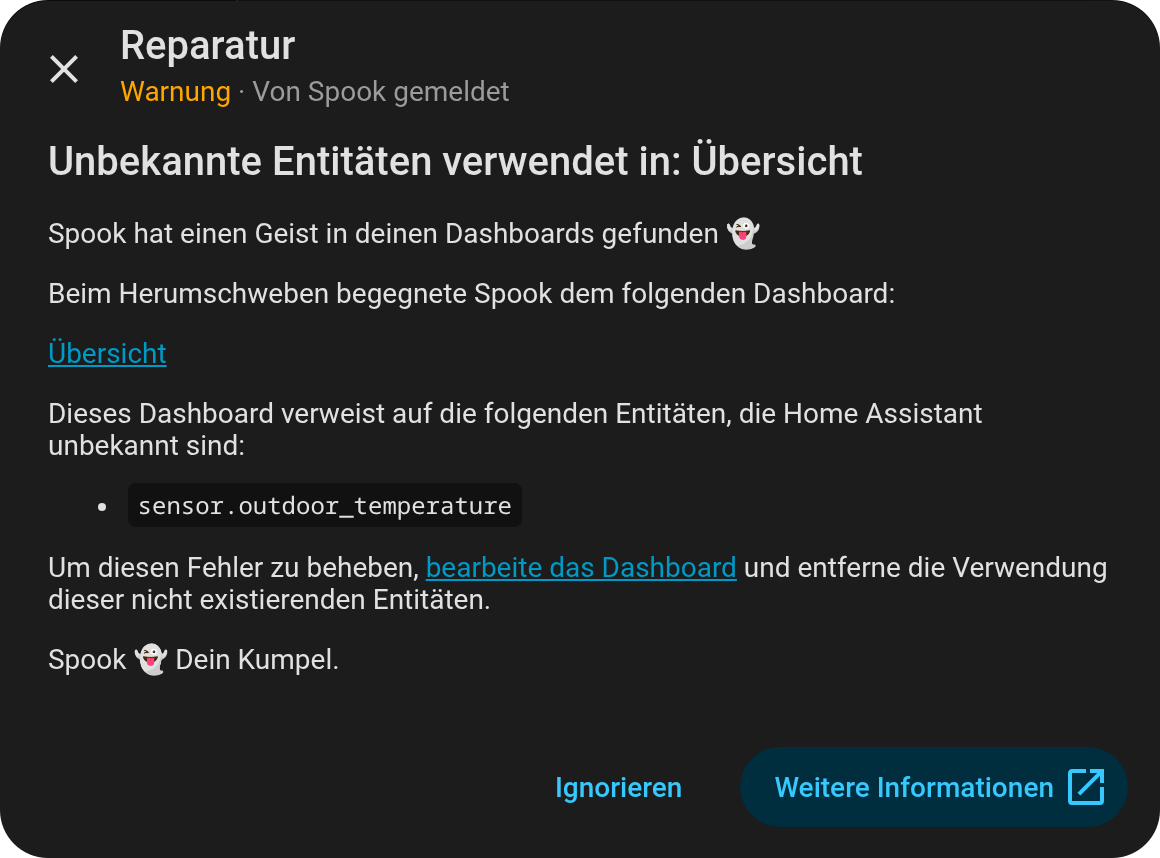 Reparatur
Warnung · Von Spook gemeldet
Unbekannte Entitäten verwendet in: Übersicht
Spook hat einen Geist in deinen Dashboards gefunden 👻
Beim Herumschweben begegnete Spook dem folgenden Dashboard:
Übersicht
Dieses Dashboard verweist auf die folgenden Entitäten, die Home Assistant
unbekannt sind:
• sensor.outdoor_temperature
Um diesen Fehler zu beheben, bearbeite das Dashboard und entferne die Verwendung
dieser nicht existierenden Entitäten.
Spook 👻 Dein Kumpel.
Ignorieren
Weitere Informationen